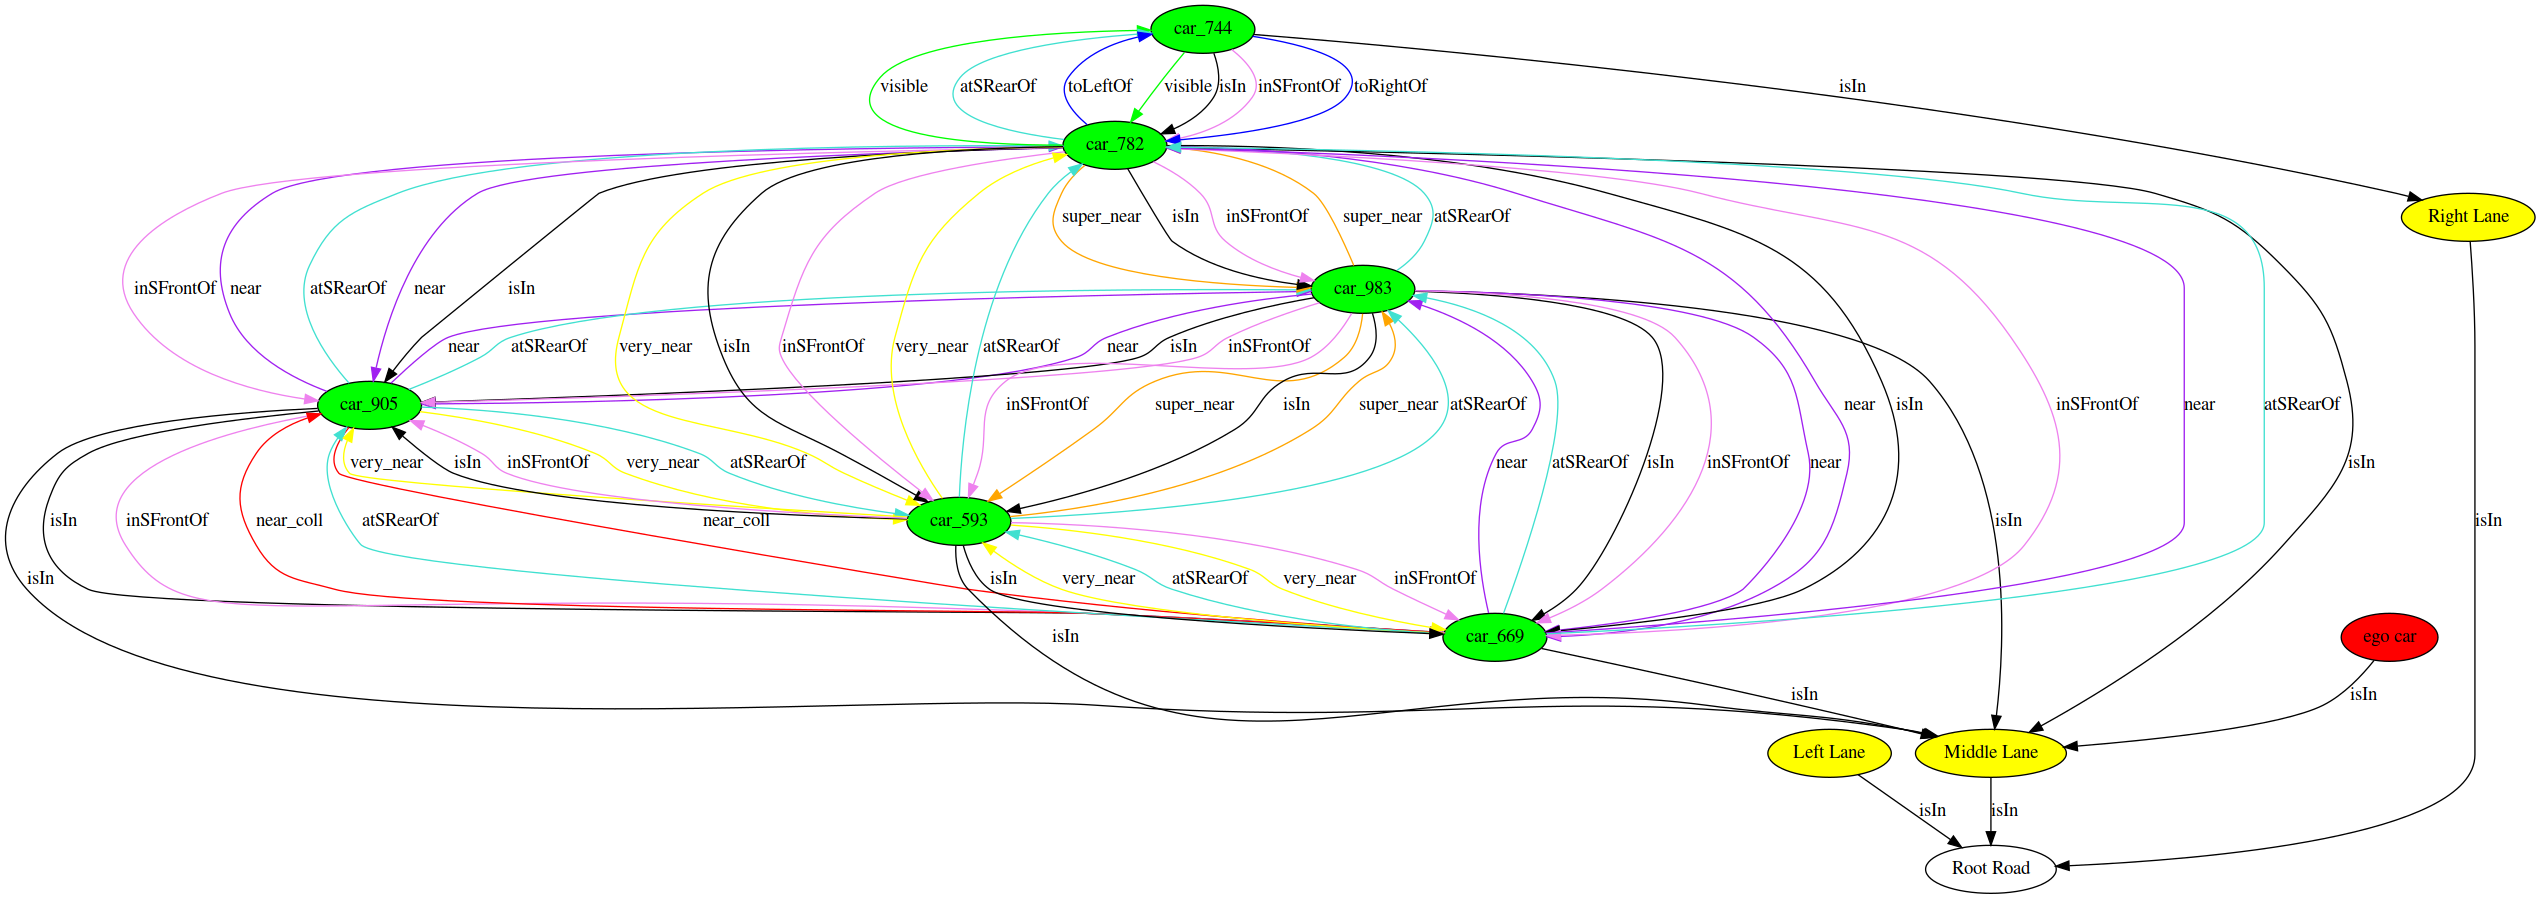 car_744
visible
atSRearOf
toLeftOf
visible
isIn
inSFrontOf
toRightOf
isIn
car_782
super_near
isIn
inSFrontOf
super_near
atSRearOf
Right Lane
inSFrontOf
near
atSRearOf
near
isIn
car_983
near
atSRearOf
very_near
isIn
inSFrontOf
very_near
atSRearOf
near
isIn
inSFrontOf
car_905
inSFrontOf
super_near
isIn
super_near
atSRearOf
near
isIn
inSFrontOf
near
atSRearOf
very_near
isIn
inSFrontOf
very_near
atSRearOf
near
atSRearOf
isIn
inSFrontOf
near
isIn
isIn
inSFrontOf
near_coll
atSRearOf
near_coll
car_593
isIn
isIn
isIn
isIn
very_near
atSRearOf
very_near
inSFrontOf
isIn
car_669
ego car
isIn
isIn
Left Lane
Middle Lane
isIn
isIn
Root Road